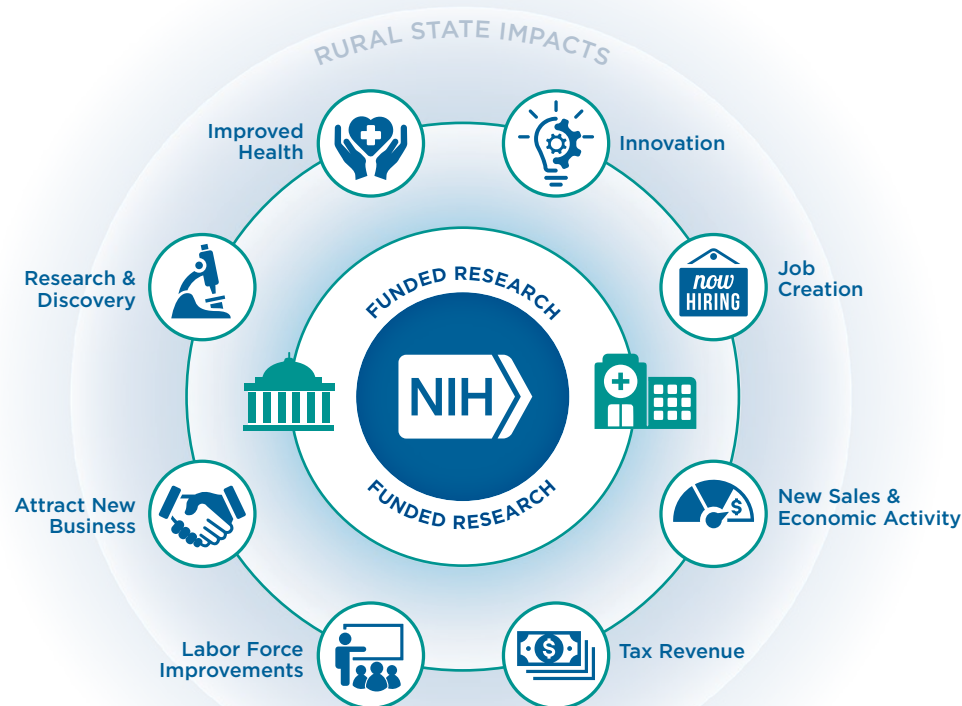 RURAL STATE IMPACTS
Improved
Health
Innovation
Research &
Discovery
FUNDED RESEARCH
now
HIRING
Job
Creation
NIH
FUNDED RESEARCH
Attract New
Business
$
New Sales &
Economic Activity
Labor Force
Improvements
$
Tax Revenue